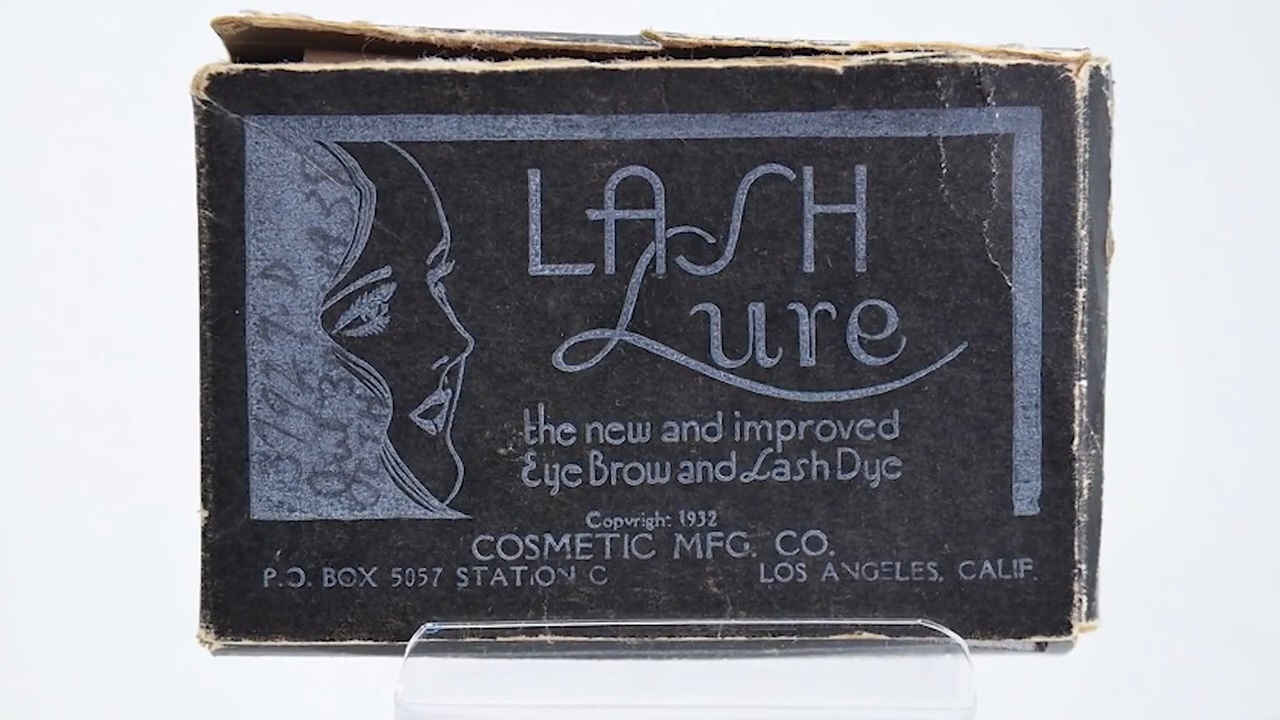 LASH
Lure
the new and improved
Eye Brow and Lash Dye
Copyright 1932
COSMETIC MFG. CO.
P.O. BOX 5057 STATION C
LOS ANGELES, CALIF.